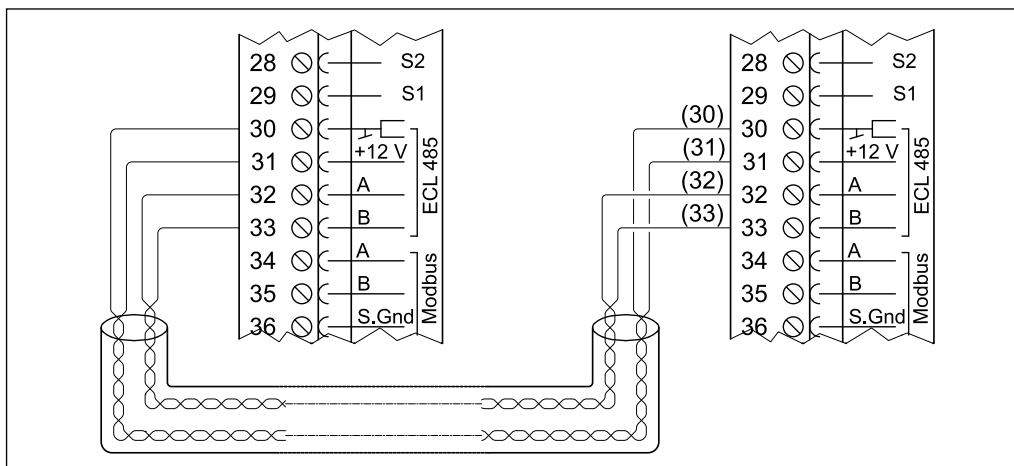 28 S2
29 S1
30
31 +12 V
32 A
33 B
34 A
35 B
36 S.Gnd
ECL 485
Modbus
(30)
(31)
(32)
(33)
28 S2
29 S1
30
31 +12 V
32 A
33 B
34 A
35 B
36 S.Gnd
ECL 485
Modbus